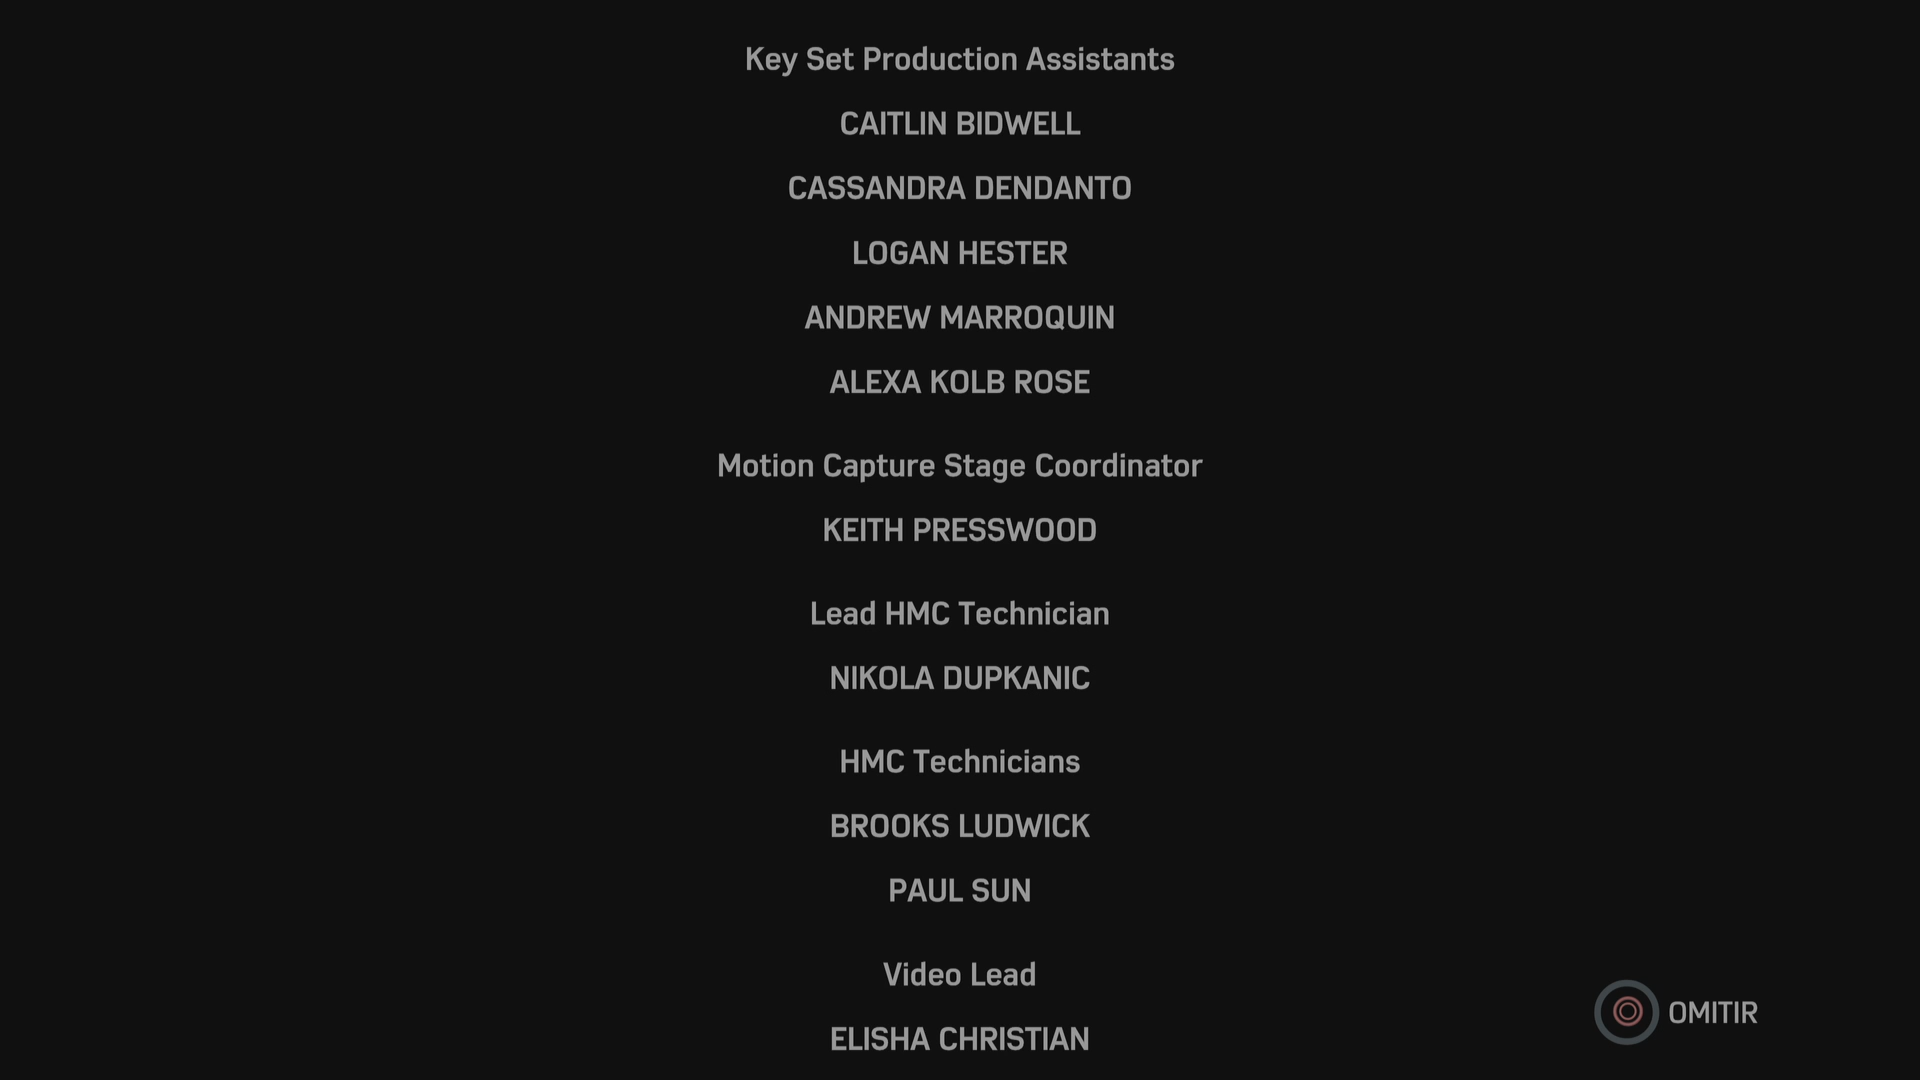 Key Set Production Assistants
CAITLIN BIDWELL
CASSANDRA DENDANTO
LOGAN HESTER
ANDREW MARROQUIN
ALEXA KOLB ROSE
Motion Capture Stage Coordinator
KEITH PRESSWOOD
Lead HMC Technician
NIKOLA DUPKANIC
HMC Technicians
BROOKS LUDWICK
PAUL SUN
Video Lead
ELISHA CHRISTIAN
OMITIR